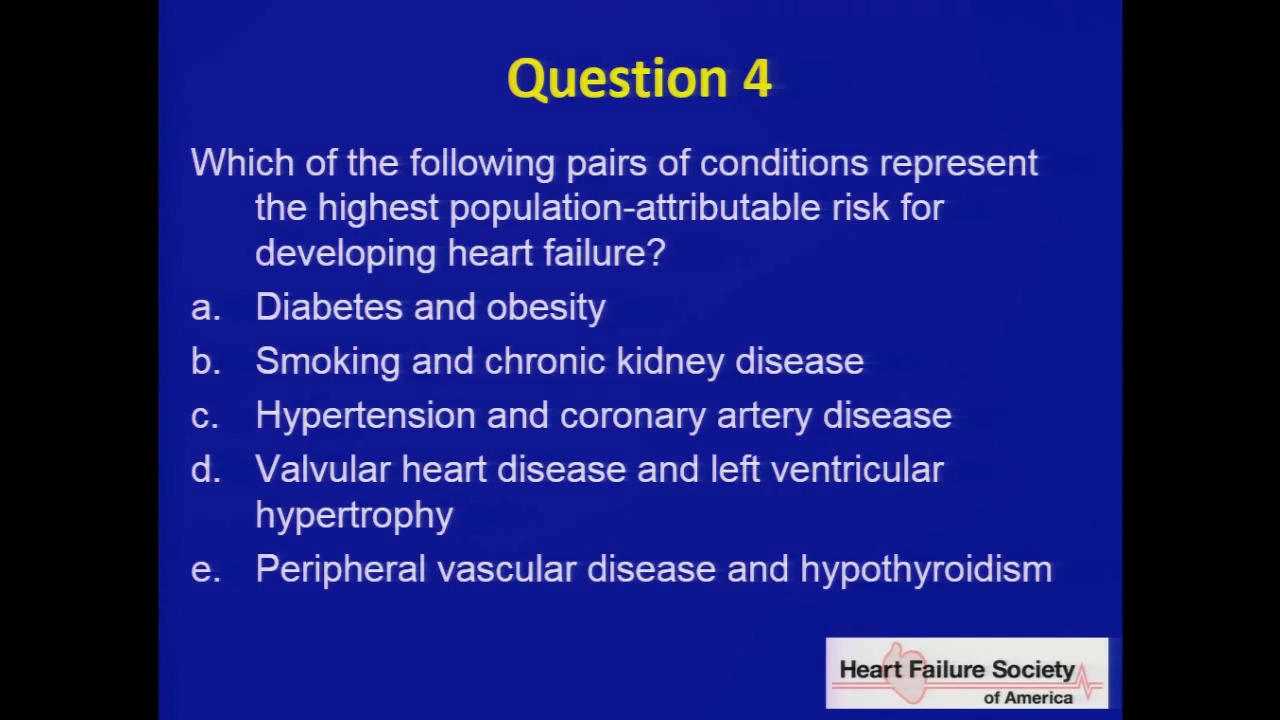 Question 4
Which of the following pairs of conditions represent
the highest population-attributable risk for
developing heart failure?
a. Diabetes and obesity
b. Smoking and chronic kidney disease
c. Hypertension and coronary artery disease
d. Valvular heart disease and left ventricular
hypertrophy
e. Peripheral vascular disease and hypothyroidism
Heart Failure Society
of America